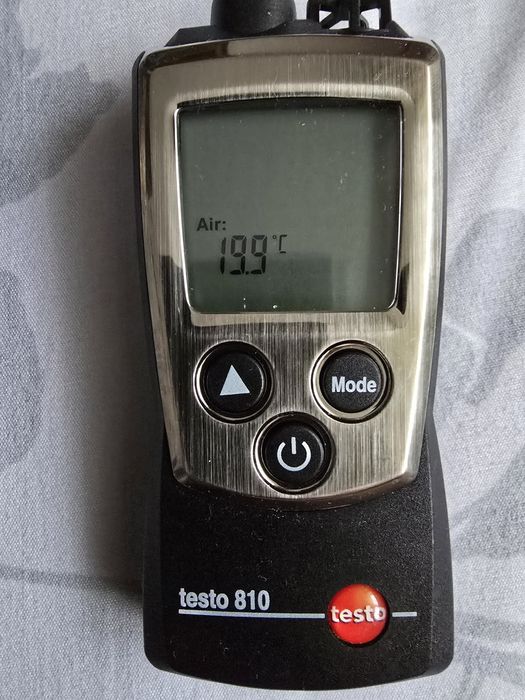 Air:
19.9 °C
Mode
testo 810
testo